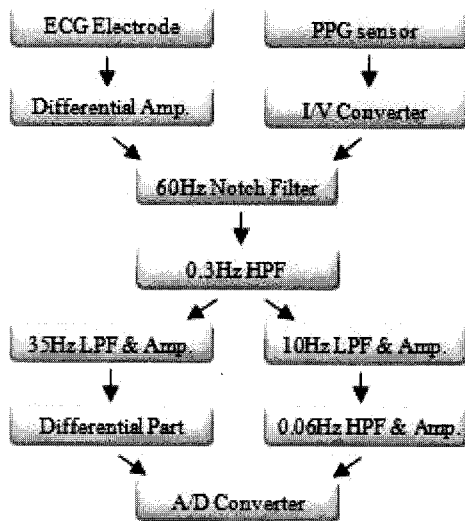 ECG Electrode
PPG sensor
Differential Amp.
I/V Converter
60Hz Notch Filter
0.3Hz HPF
35Hz LPF & Amp.
10Hz LPF & Amp.
Differential Part
0.06Hz HPF & Amp.
A/D Converter